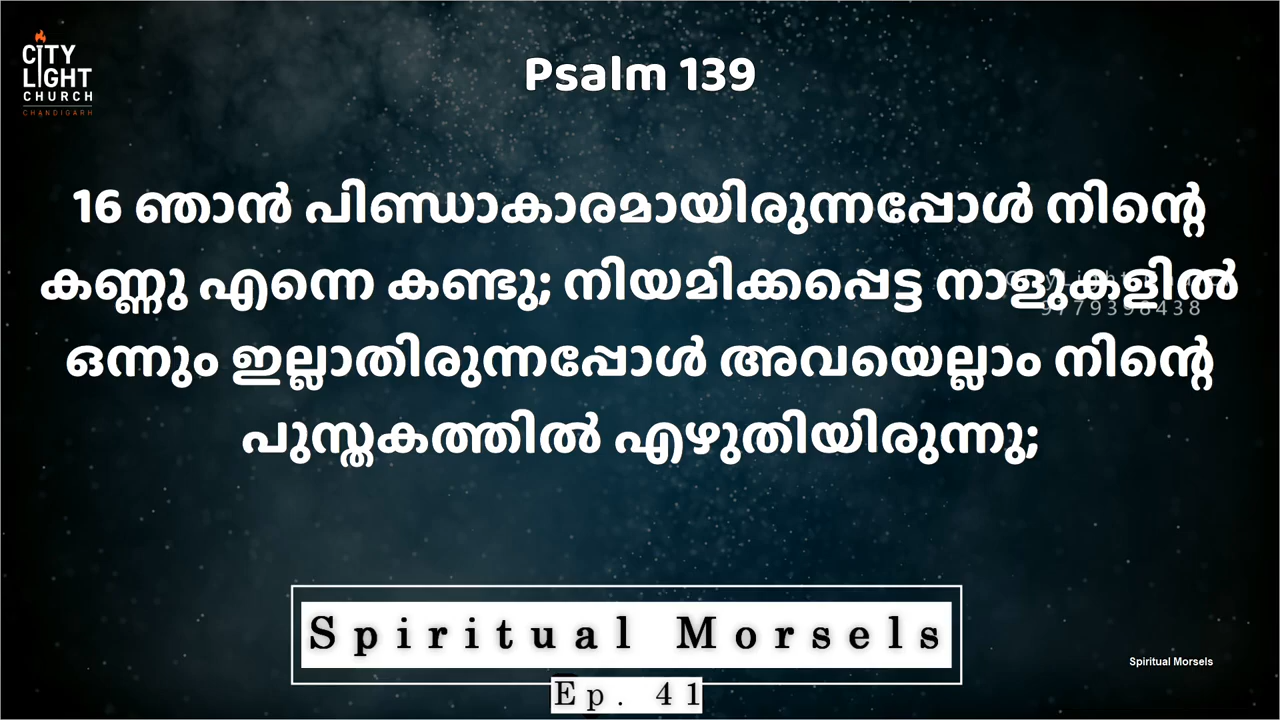 CITY
LIGHT
CHURCH
CHANDIGARH
Psalm 139
16 ഞാൻ പിണ്ഡാകാരമായിരുന്നപ്പോൾ നിന്റെ
കണ്ണു എന്നെ കണ്ടു; നിയമിക്കപ്പെട്ട നാളുകളിൽ
9779398438
ഒന്നും ഇല്ലാതിരുന്നപ്പോൾ അവയെല്ലാം നിന്റെ
പുസ്തകത്തിൽ എഴുതിയിരുന്നു;
Spiritual Morsels
Spiritual Morsels
Ep. 41